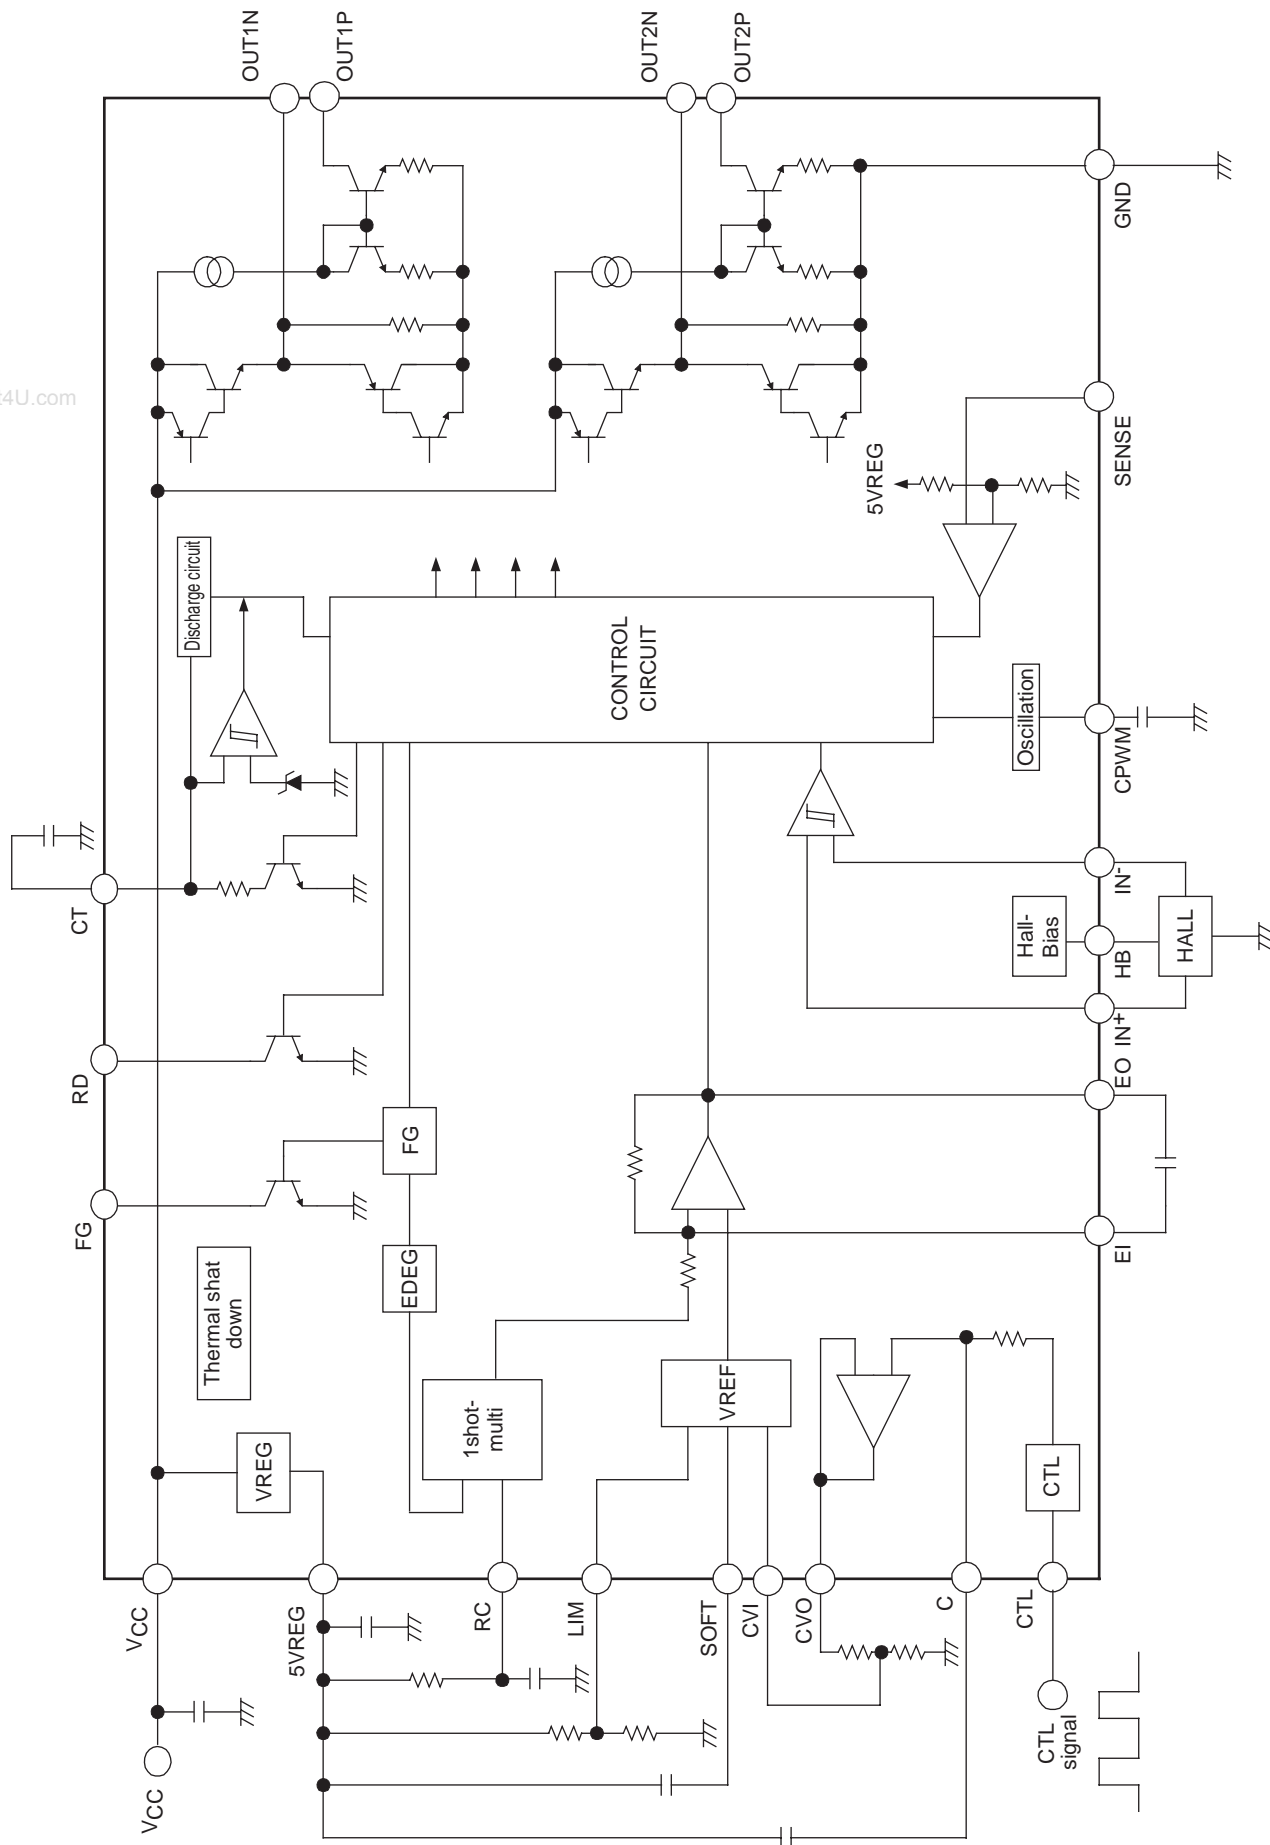 OUT1N
OUT1P
OUT2N
OUT2P
GND
t4U.com
SENSE
5VREG
Discharge circuit
CONTROL
CIRCUIT
Oscillation
CPWM
CT
IN-
Hall-
Bias
HB
HALL
IN+
RD
EO
FG
FG
EI
EDEG
Thermal shat
down
1shot-
multi
VREF
VREG
CTL
VCC
5VREG
RC
LIM
SOFT
CVI
CVO
C
CTL
VCC
CTL
signal